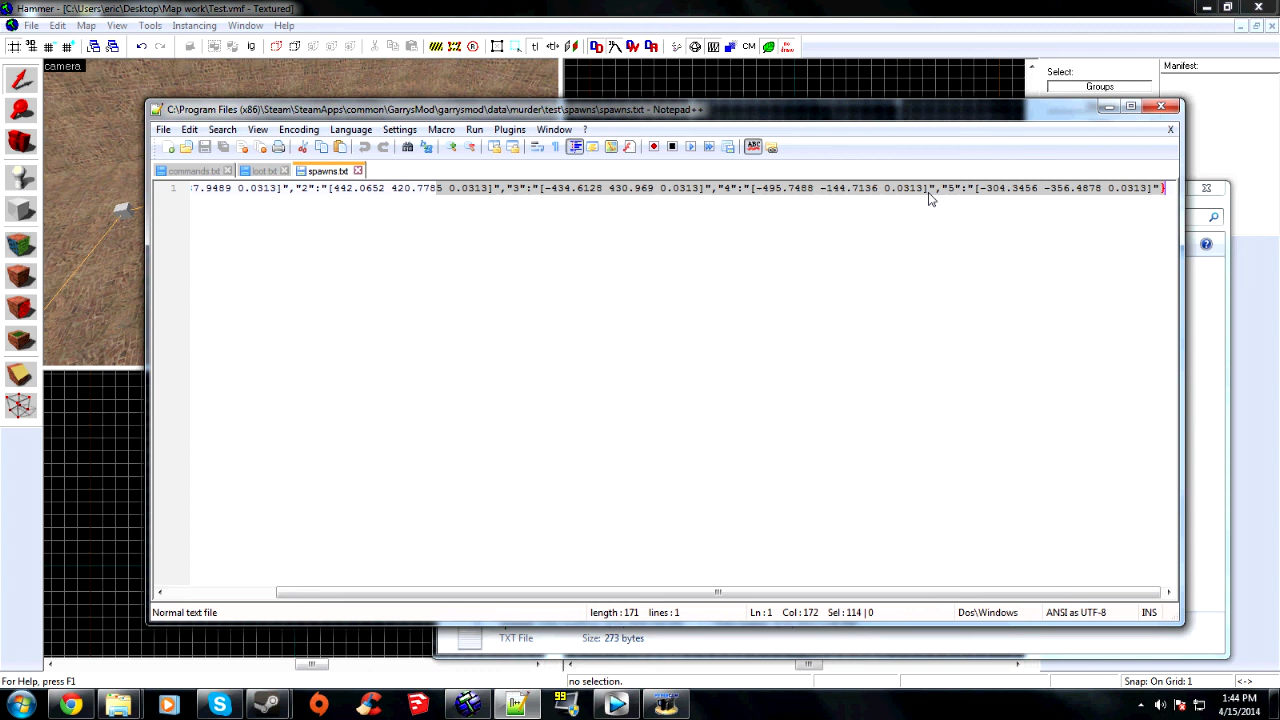 Hammer - [C:\Users\eric\Desktop\Map work\Test.vmf - Textured]
File Edit Map View Tools Instancing Window Help
CM
camera
Select:
Groups
Manifest:
C:\Program Files (x86)\Steam\SteamApps\common\GarrysMod\garrysmod\data\murder\test\spawns\spawns.txt - Notepad++
File Edit Search View Encoding Language Settings Macro Run Plugins Window ? X
commands.txt loot.txt spawns.txt
1 7.9489 0.0313]","2":"[442.0652 420.7785 0.0313]","3":"[-434.6128 430.969 0.0313]","4":"[-495.7488 -144.7136 0.0313]","5":"[-304.3456 -356.4878 0.0313]"}
Normal text file length : 171 lines : 1 Ln : 1 Col : 172 Sel : 114 | 0 Dos\Windows ANSI as UTF-8 INS
TXT File Size: 273 bytes
For Help, press F1 no selection. Snap: On Grid: 1 <->
99
1:44 PM
4/15/2014